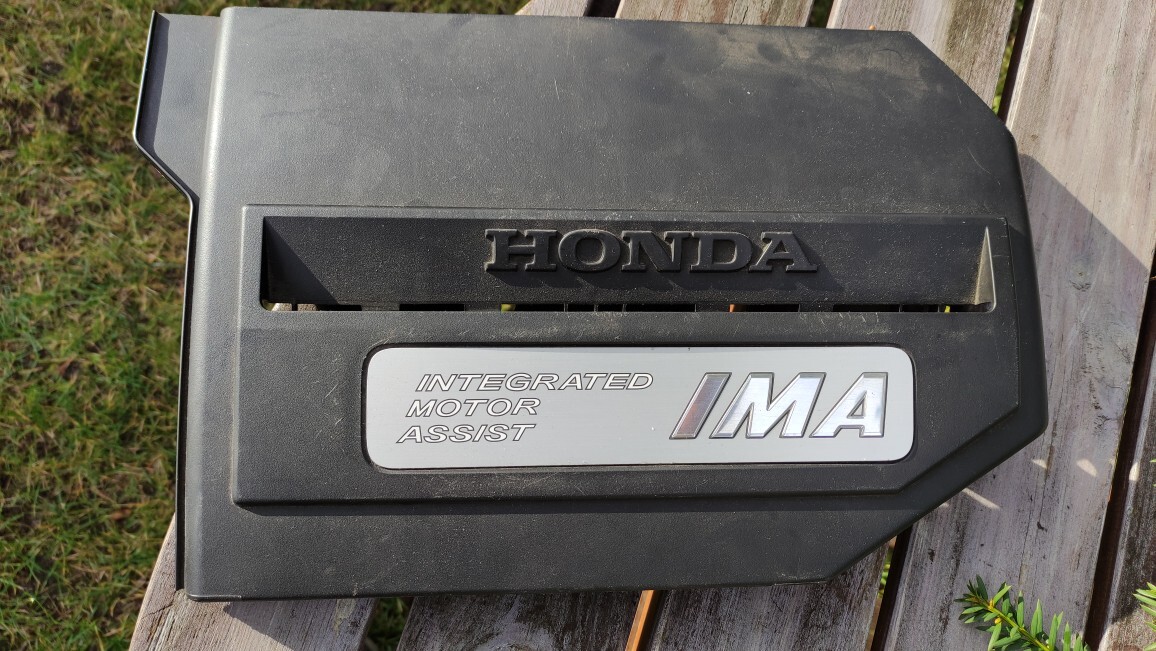 HONDA
INTEGRATED
MOTOR
ASSIST
IMA